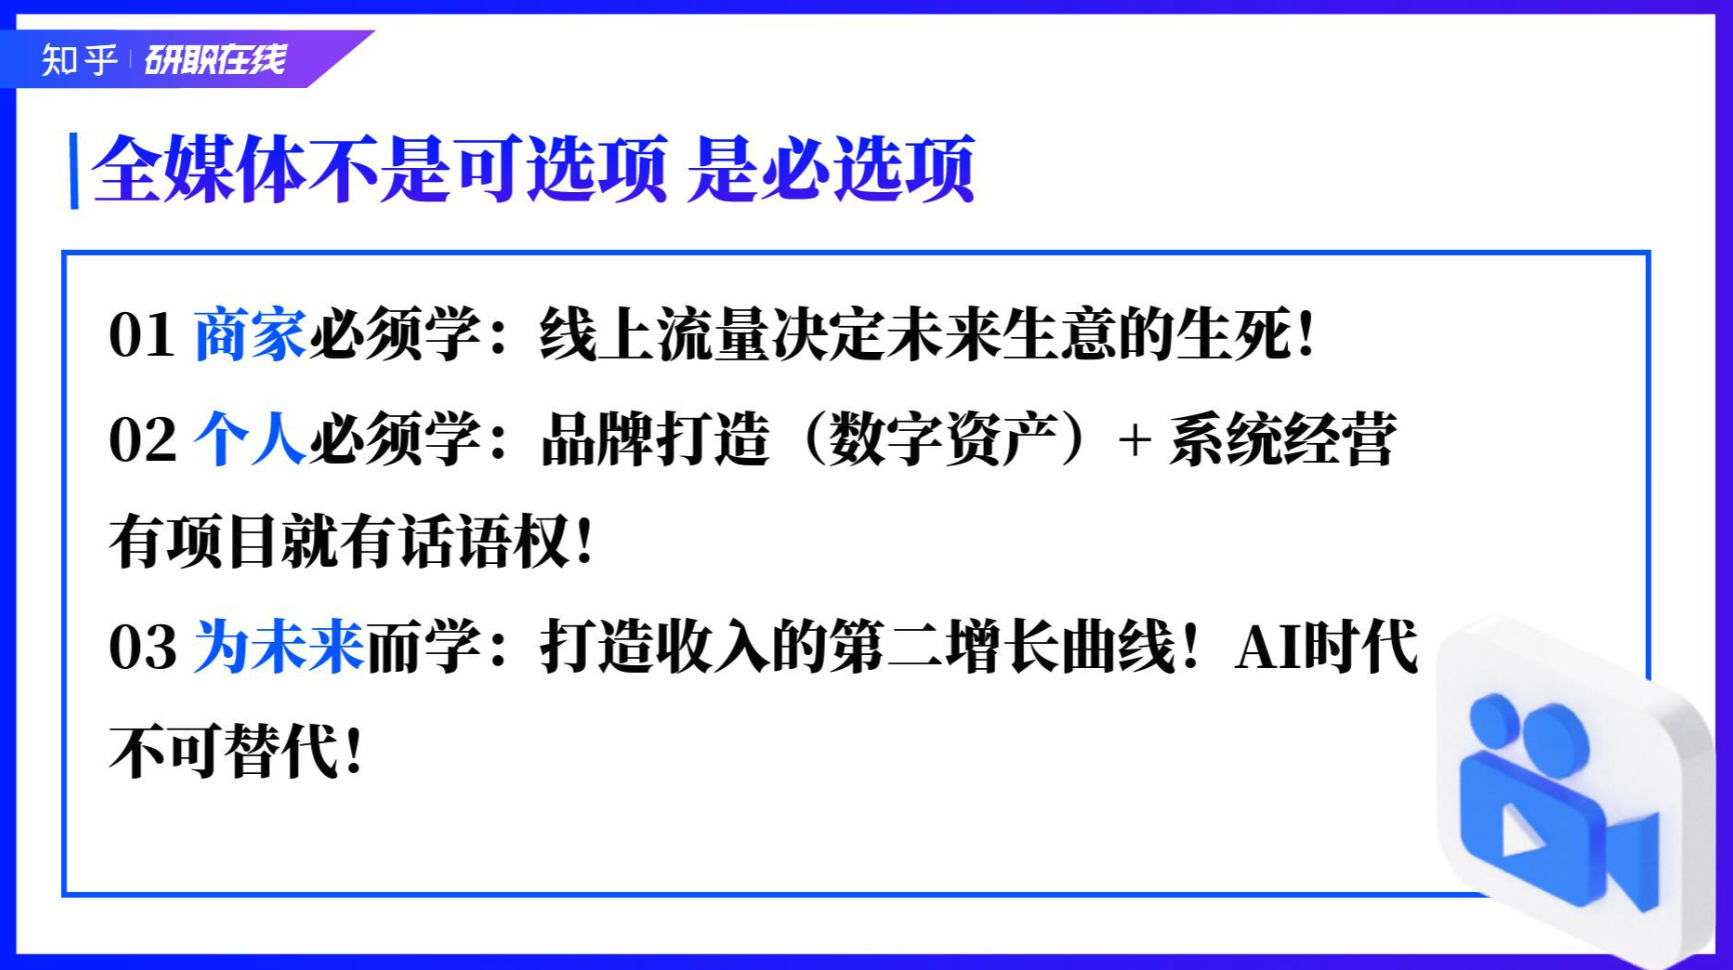 知乎 研职在线
全媒体不是可选项 是必选项
01 商家必须学：线上流量决定未来生意的生死！
02 个人必须学：品牌打造（数字资产）+ 系统经营
有项目就有话语权！
03 为未来而学：打造收入的第二增长曲线！AI时代
不可替代！